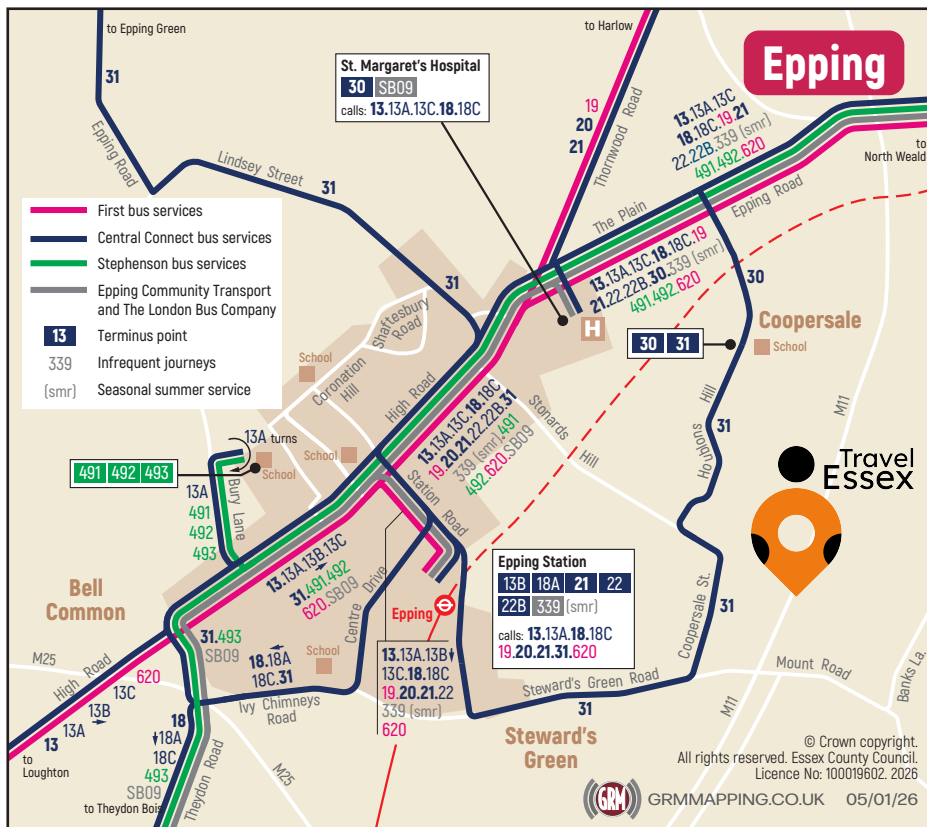 to Epping Green
31
Epping Road
Lindsey Street
31
31
St. Margaret's Hospital
30 SB09
calls: 13.13A.13C.18.18C
to Harlow
19
20
21
Thornwood Road
Epping
13.13A.13C
18.18C.19.21
22.22B.339 (smr)
491.492.620
to
North Weald
The Plain
Epping Road
First bus services
Central Connect bus services
Stephenson bus services
Epping Community Transport
and The London Bus Company
13 Terminus point
339 Infrequent journeys
(smr) Seasonal summer service
13.13A.13C.18.18C.19
21.22.22B.30.339 (smr)
491.492.620
H
30
30 31
Coopersale
School
Shaftesbury
Road
School
Coronation
Hill
High Road
School
13A turns
School
491 492 493
Bury Lane
13A
491
492
493
13.13A.13C.18.18C
19.20.21.22.22B.31
339 (smr).491
492.620.SB09
Stonards
Hill
Houblons Hill
31
M11
Travel
Essex
Station Road
13.13A.13B.13C
31.491.492
620.SB09
Bell
Common
Centre Drive
Epping
Epping Station
13B 18A 21 22
22B 339 (smr)
calls: 13.13A.18.18C
19.20.21.31.620
Coopersale St.
31
31.493
SB09
18.18A
18C.31
School
Ivy Chimneys
Road
13.13A.13B
13C.18.18C
19.20.21.22
339 (smr)
620
Steward's Green Road
31
Mount Road
Banks La.
M11
Steward's
Green
M25
High Road
620
13C
13B
13A
13
to
Loughton
18
18A
18C
493
SB09
to Theydon Bois
Theydon Road
M25
© Crown copyright.
All rights reserved. Essex County Council.
Licence No: 100019602. 2026
GRM GRMMAPPING.CO.UK 05/01/26